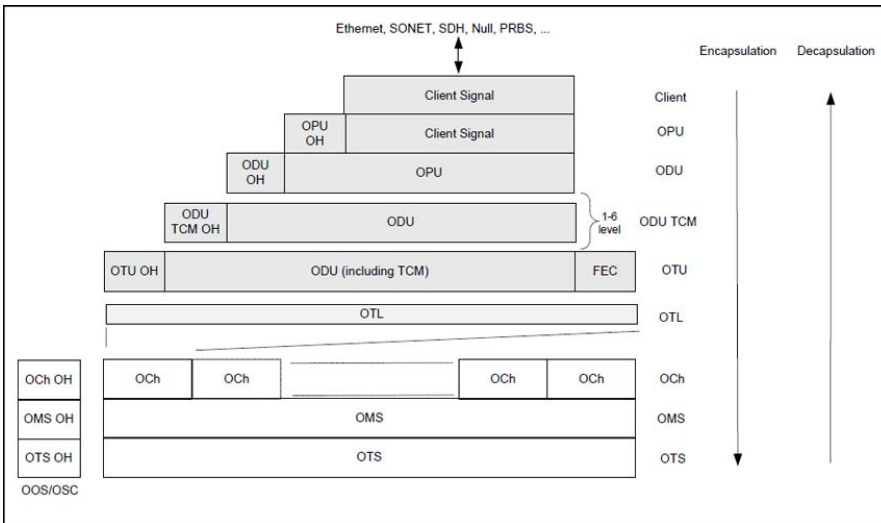 Ethernet, SONET, SDH, Null, PRBS, ...
Encapsulation Decapsulation
Client Signal Client
OPU OH Client Signal OPU
ODU OH OPU ODU
ODU TCM OH ODU 1-6 level ODU TCM
OTU OH ODU (including TCM) FEC OTU
OTL OTL
OCh OH OCh OCh OCh OCh OCh
OMS OH OMS OMS
OTS OH OTS OTS
OOS/OSC